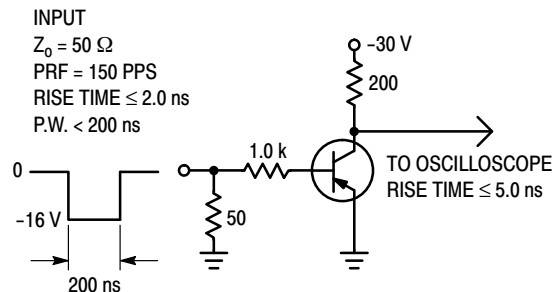 INPUT
Z₀ = 50 Ω
PRF = 150 PPS
RISE TIME ≤ 2.0 ns
P.W. < 200 ns
−30 V
200
1.0 k
0
TO OSCILLOSCOPE
RISE TIME ≤ 5.0 ns
50
−16 V
200 ns